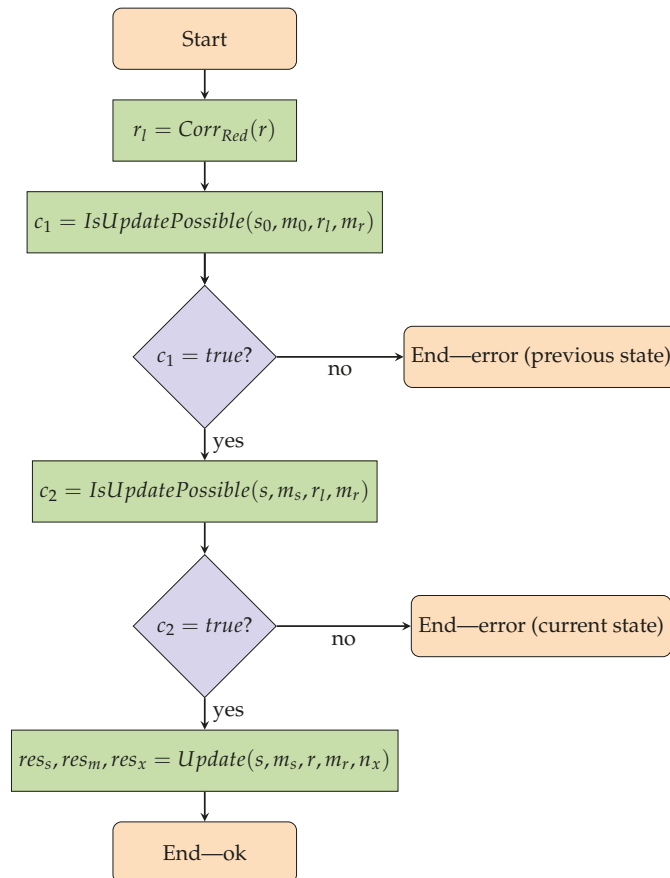 Start
r_l = Corr_{Red}(r)
c_1 = IsUpdatePossible(s_0, m_0, r_l, m_r)
c_1 = true?
no
End—error (previous state)
yes
c_2 = IsUpdatePossible(s, m_s, r_l, m_r)
c_2 = true?
no
End—error (current state)
yes
res_s, res_m, res_x = Update(s, m_s, r, m_r, n_x)
End—ok